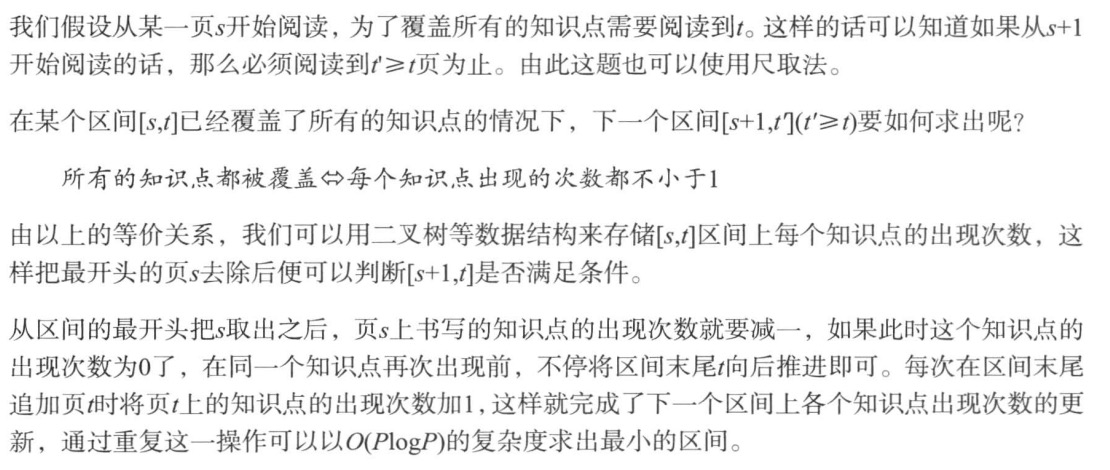 我们假设从某一页s开始阅读，为了覆盖所有的知识点需要阅读到t。这样的话可以知道如果从s+1
开始阅读的话，那么必须阅读到t′≥t页为止。由此这题也可以使用尺取法。
在某个区间[s,t]已经覆盖了所有的知识点的情况下，下一个区间[s+1,t′](t′≥t)要如何求出呢？
所有的知识点都被覆盖⇔每个知识点出现的次数都不小于1
由以上的等价关系，我们可以用二叉树等数据结构来存储[s,t]区间上每个知识点的出现次数，这
样把最开头的页s去除后便可以判断[s+1,t]是否满足条件。
从区间的最开头把s取出之后，页s上书写的知识点的出现次数就要减一，如果此时这个知识点的
出现次数为0了，在同一个知识点再次出现前，不停将区间末尾t向后推进即可。每次在区间末尾
追加页t时将页t上的知识点的出现次数加1，这样就完成了下一个区间上各个知识点出现次数的更
新，通过重复这一操作可以以O(PlogP)的复杂度求出最小的区间。